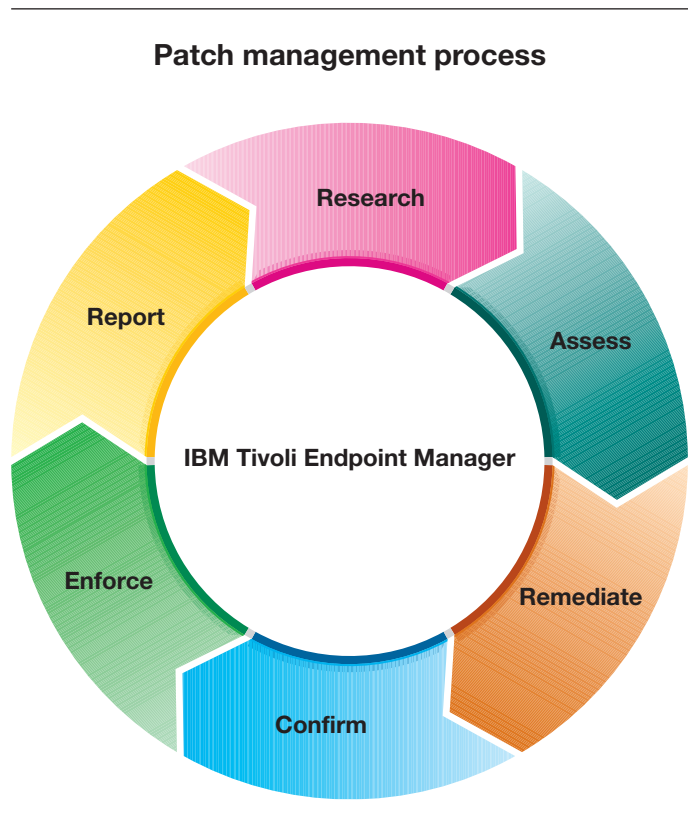 Patch management process
Research
Assess
Remediate
Confirm
Enforce
Report
IBM Tivoli Endpoint Manager